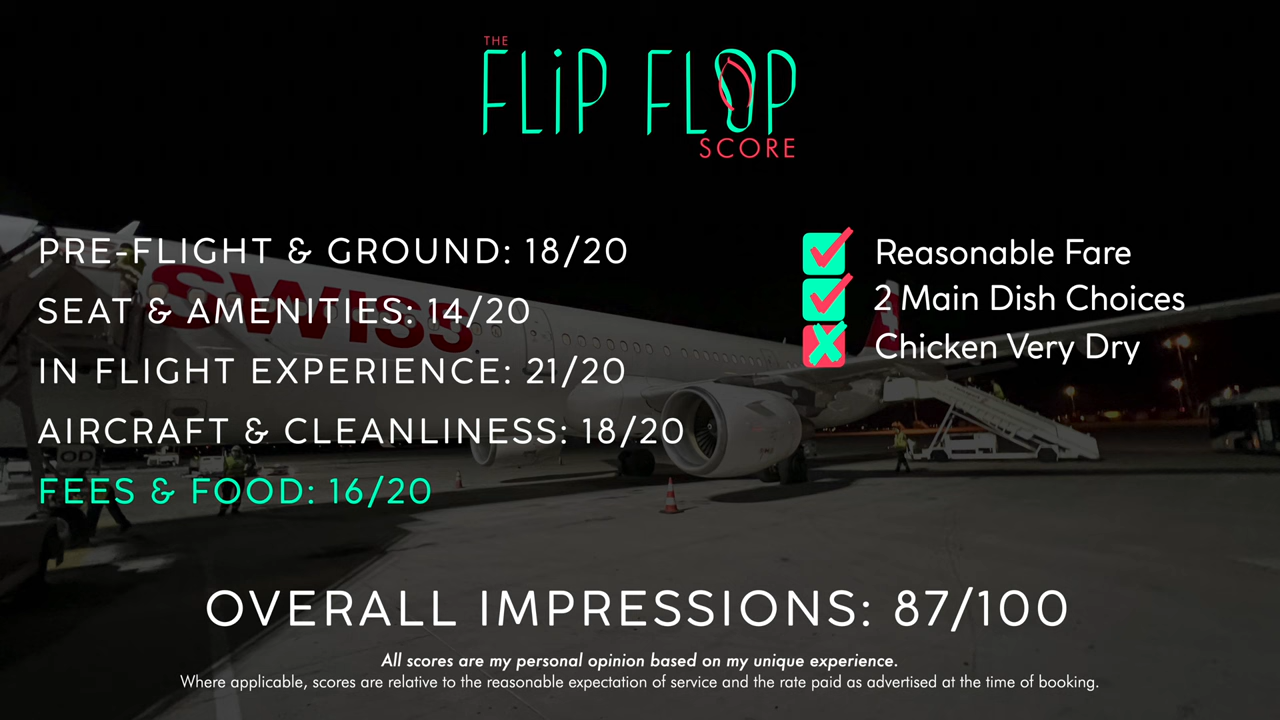 THE
FLiP FLOP
SCORE
PRE-FLIGHT & GROUND: 18/20
SEAT & AMENITIES: 14/20
IN FLIGHT EXPERIENCE: 21/20
AIRCRAFT & CLEANLINESS: 18/20
FEES & FOOD: 16/20
Reasonable Fare
2 Main Dish Choices
Chicken Very Dry
SWISS
OD
OVERALL IMPRESSIONS: 87/100
All scores are my personal opinion based on my unique experience.
Where applicable, scores are relative to the reasonable expectation of service and the rate paid as advertised at the time of booking.